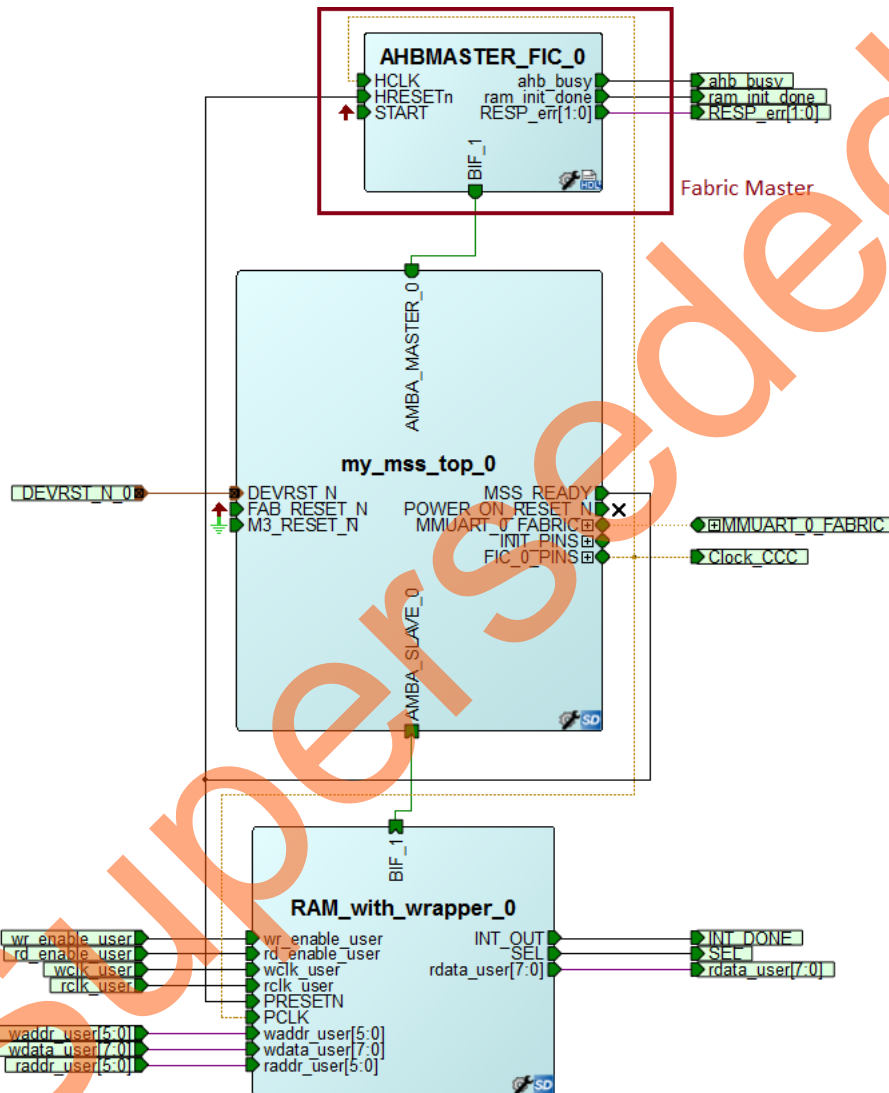 AHBMASTER_FIC_0
HCLK
HRESETn
START
ahb_busy
ram_init_done
RESP_err[1:0]
BIF_1
HDL
ahb_busy
ram_init_done
RESP_err[1:0]
Fabric Master
AMBA_MASTER_0
my_mss_top_0
DEVRST_N_0
DEVRST_N
FAB_RESET_N
M3_RESET_N
MSS_READY
POWER_ON_RESET_N
MMUART_0_FABRIC
INIT_PINS
FIC_0_PINS
MMUART_0_FABRIC
Clock_CCC
AMBA_SLAVE_0
SD
BIF_1
RAM_with_wrapper_0
wr_enable_user
rd_enable_user
wclk_user
rclk_user
waddr_user[5:0]
wdata_user[7:0]
raddr_user[5:0]
wr_enable_user
rd_enable_user
wclk_user
rclk_user
PRESETN
PCLK
waddr_user[5:0]
wdata_user[7:0]
raddr_user[5:0]
INT_OUT
SEL
rdata_user[7:0]
INT_DONE
SEL
rdata_user[7:0]
SD
Superseded